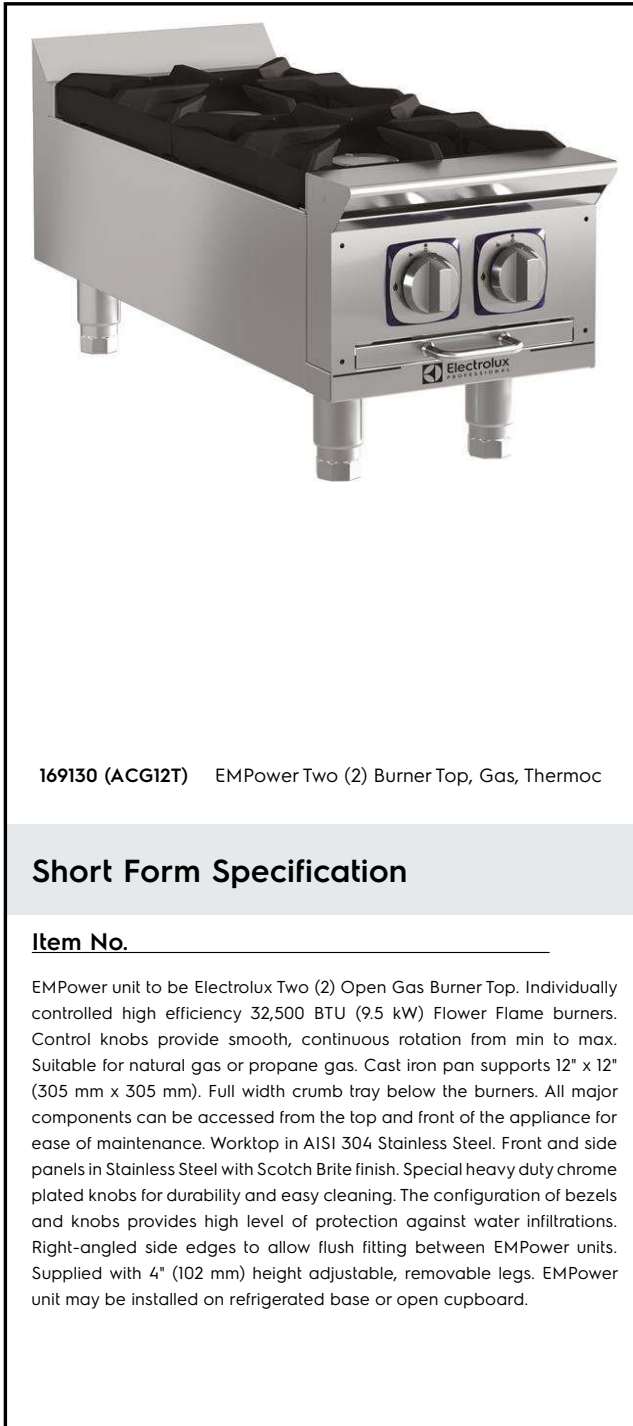 Electrolux
PROFESSIONAL
169130 (ACG12T) EMPower Two (2) Burner Top, Gas, Thermoc
Short Form Specification
Item No.
EMPower unit to be Electrolux Two (2) Open Gas Burner Top. Individually
controlled high efficiency 32,500 BTU (9.5 kW) Flower Flame burners.
Control knobs provide smooth, continuous rotation from min to max.
Suitable for natural gas or propane gas. Cast iron pan supports 12" x 12"
(305 mm x 305 mm). Full width crumb tray below the burners. All major
components can be accessed from the top and front of the appliance for
ease of maintenance. Worktop in AISI 304 Stainless Steel. Front and side
panels in Stainless Steel with Scotch Brite finish. Special heavy duty chrome
plated knobs for durability and easy cleaning. The configuration of bezels
and knobs provides high level of protection against water infiltrations.
Right-angled side edges to allow flush fitting between EMPower units.
Supplied with 4" (102 mm) height adjustable, removable legs. EMPower
unit may be installed on refrigerated base or open cupboard.